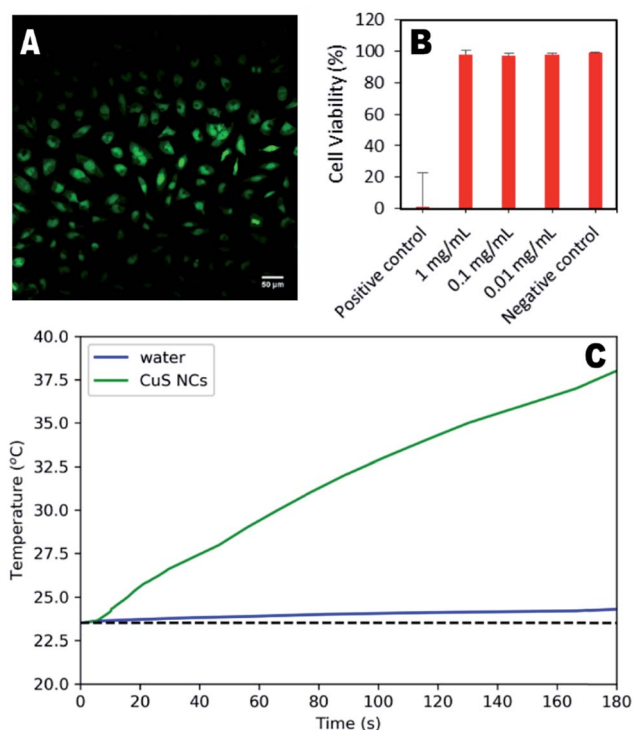 A
50 µm
B
Cell Viability (%)
120
100
80
60
40
20
0
Positive control
1 mg/mL
0.1 mg/mL
0.01 mg/mL
Negative control
C
water
CuS NCs
Temperature (°C)
40.0
37.5
35.0
32.5
30.0
27.5
25.0
22.5
20.0
0 20 40 60 80 100 120 140 160 180
Time (s)